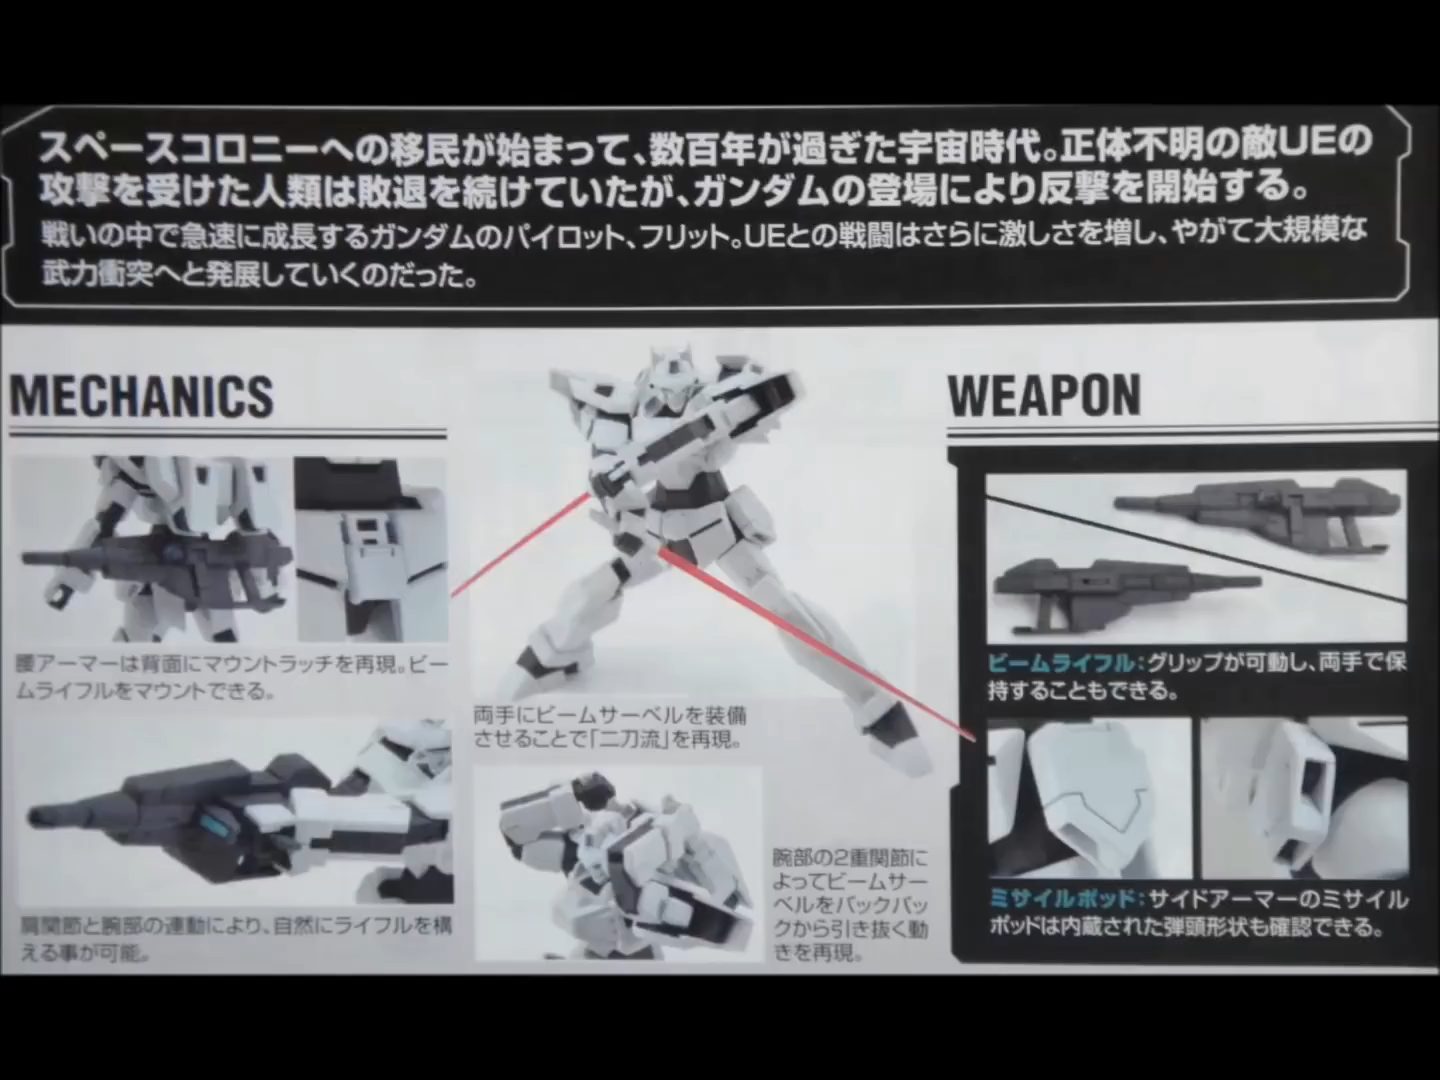 スペースコロニーへの移民が始まって、数百年が過ぎた宇宙時代。正体不明の敵UEの
攻撃を受けた人類は敗退を続けていたが、ガンダムの登場により反撃を開始する。
戦いの中で急速に成長するガンダムのパイロット、フリット。UEとの戦闘はさらに激しさを増し、やがて大規模な
武力衝突へと発展していくのだった。
MECHANICS
腰アーマーは背面にマウントラッチを再現。ビー
ムライフルをマウントできる。
肩関節と腕部の連動により、自然にライフルを構
える事が可能。
両手にビームサーベルを装備
させることで「二刀流」を再現。
腕部の2重関節に
よってビームサー
ベルをバックパッ
クから引き抜く動
きを再現。
WEAPON
ビームライフル：グリップが可動し、両手で保
持することもできる。
ミサイルポッド：サイドアーマーのミサイル
ポッドは内蔵された弾頭形状も確認できる。